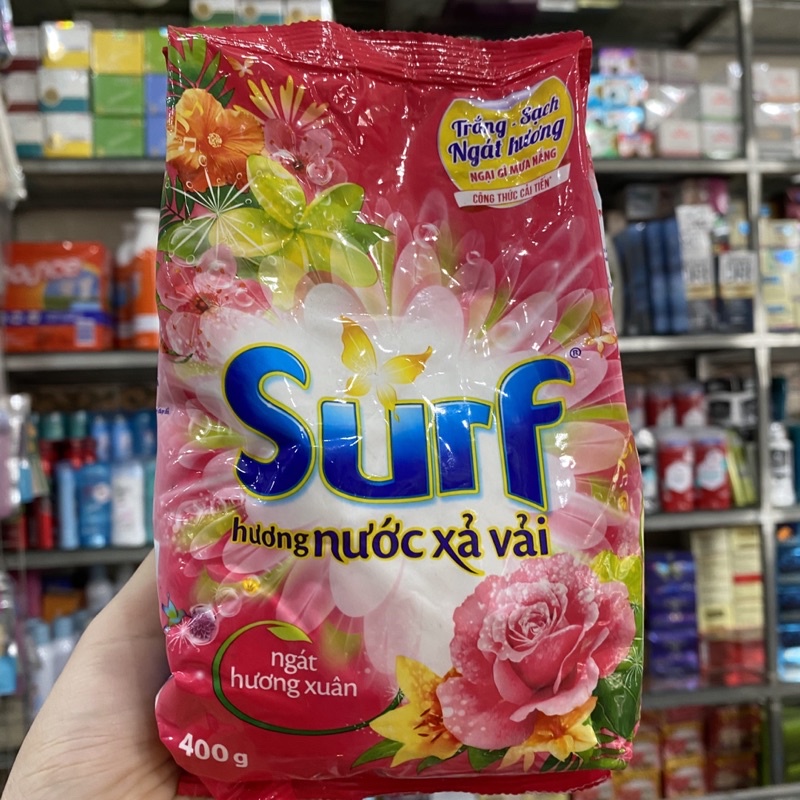 Trắng - Sạch
Ngát hương
NGẠI GÌ MƯA NẮNG
CÔNG THỨC CẢI TIẾN
Surf®
hương nước xả vải
ngát
hương xuân
400g